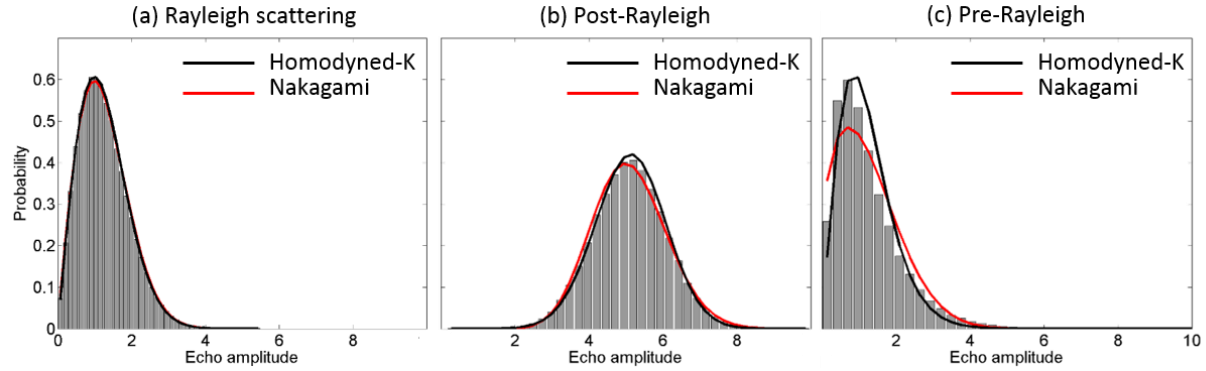 (a) Rayleigh scattering
(b) Post-Rayleigh
(c) Pre-Rayleigh
Homodyned-K
Nakagami
Homodyned-K
Nakagami
Homodyned-K
Nakagami
Probability
0.6
0.5
0.4
0.3
0.2
0.1
0
0 2 4 6 8
2 4 6 8
2 4 6 8 10
Echo amplitude
Echo amplitude
Echo amplitude